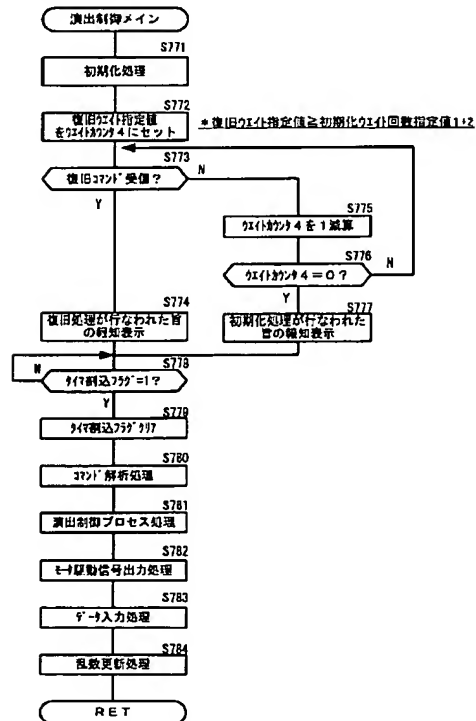 演出制御メイン
S771
初期化処理
S772
復旧ウエイト指定値
をウエイトカウンタ4にセット
*復旧ウエイト指定値≧初期化ウエイト回数指定値1+2
S773
復旧コマンド受信?
N
Y
S775
ウエイトカウンタ4を1減算
S776
ウエイトカウンタ4=0?
N
Y
S774
復旧処理が行なわれた旨
の報知表示
S777
初期化処理が行なわれた
旨の報知表示
S778
タイマ割込フラグ=1?
N
Y
S779
タイマ割込フラグクリア
S780
コマンド解析処理
S781
演出制御プロセス処理
S782
モータ駆動信号出力処理
S783
データ入力処理
S784
乱数更新処理
RET